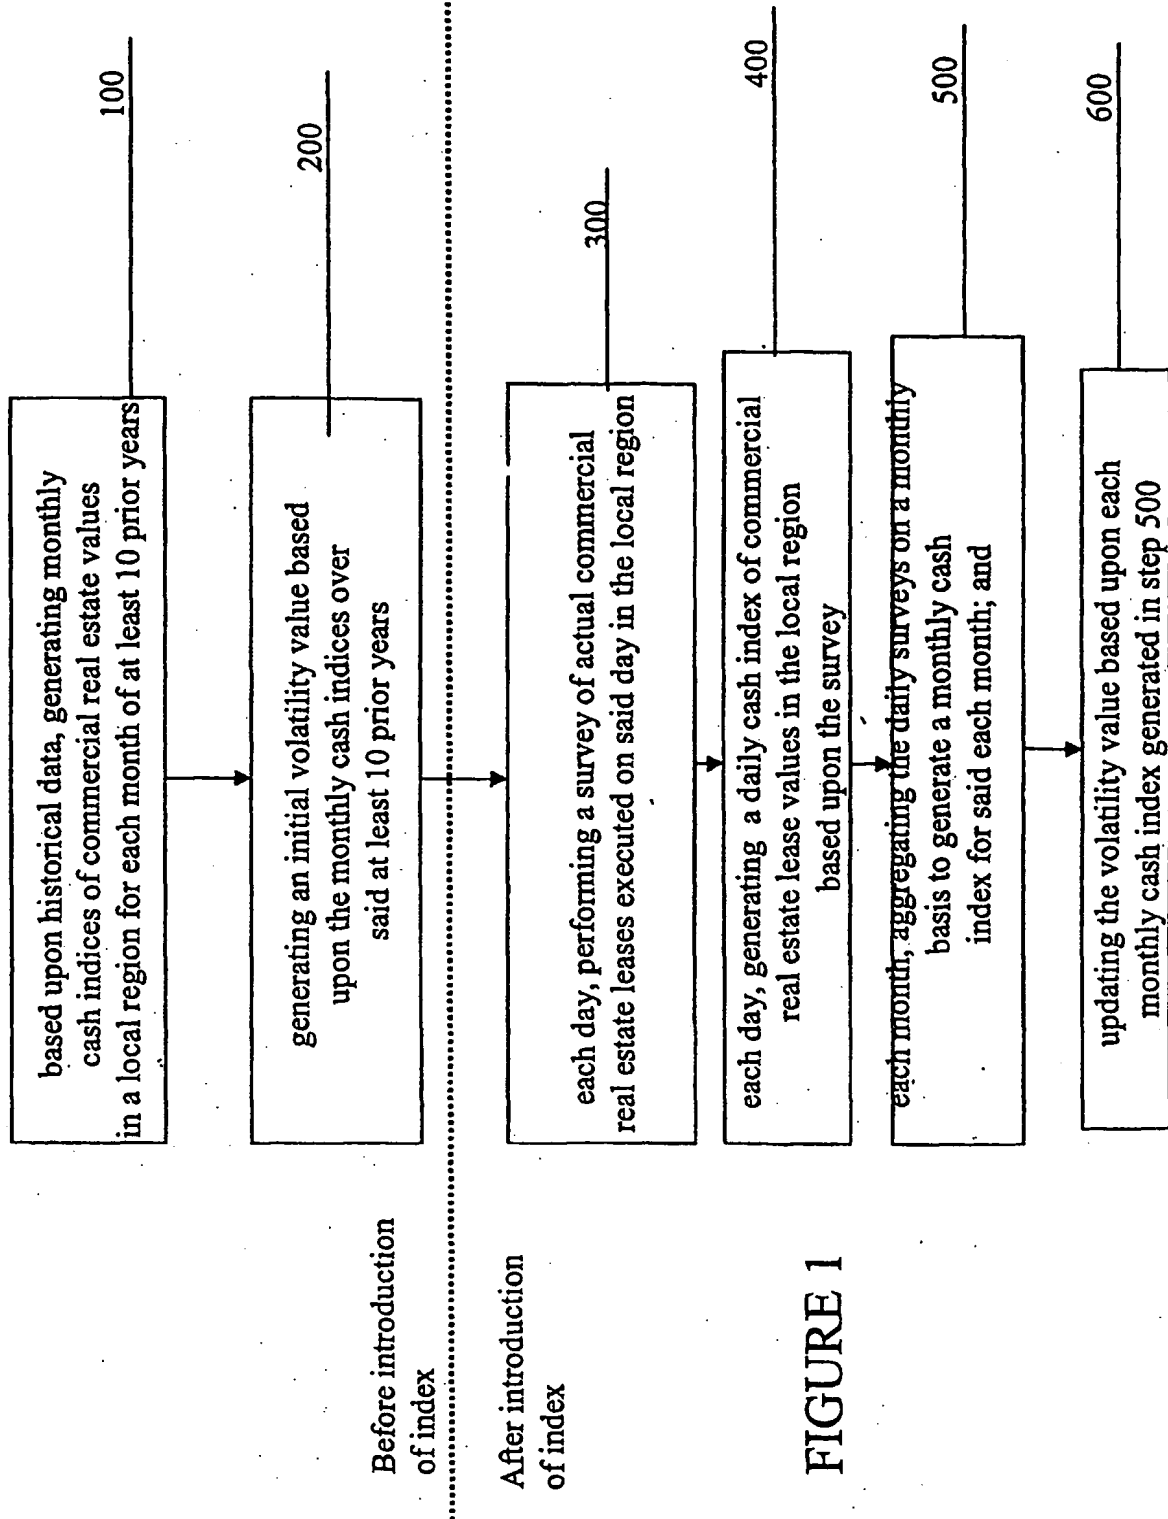 based upon historical data, generating monthly
cash indices of commercial real estate values
in a local region for each month of at least 10 prior years
100
generating an initial volatility value based
upon the monthly cash indices over
said at least 10 prior years
200
Before introduction
of index
After introduction
of index
each day, performing a survey of actual commercial
real estate leases executed on said day in the local region
300
each day, generating a daily cash index of commercial
real estate lease values in the local region
based upon the survey
400
each month, aggregating the daily surveys on a monthly
basis to generate a monthly cash
index for said each month; and
500
updating the volatility value based upon each
monthly cash index generated in step 500
600
FIGURE 1